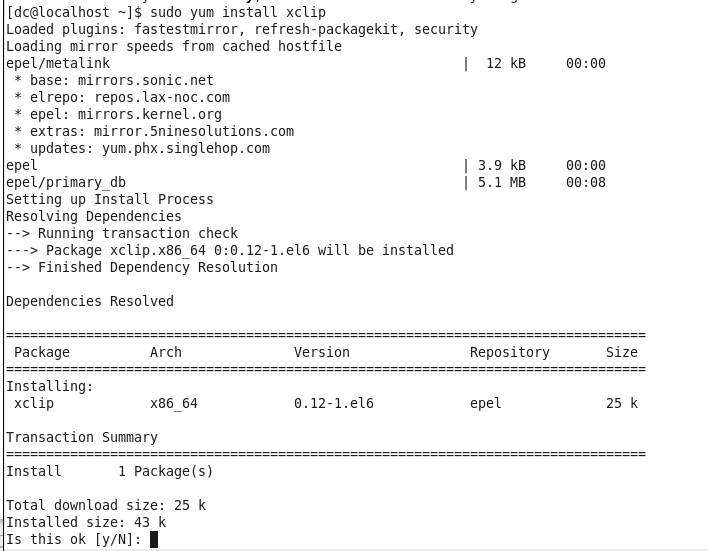 [dc@localhost ~]$ sudo yum install xclip
Loaded plugins: fastestmirror, refresh-packagekit, security
Loading mirror speeds from cached hostfile
epel/metalink                                            |  12 kB     00:00
 * base: mirrors.sonic.net
 * elrepo: repos.lax-noc.com
 * epel: mirrors.kernel.org
 * extras: mirror.5ninesolutions.com
 * updates: yum.phx.singlehop.com
epel                                                     | 3.9 kB     00:00
epel/primary_db                                          | 5.1 MB     00:08
Setting up Install Process
Resolving Dependencies
--> Running transaction check
---> Package xclip.x86_64 0:0.12-1.el6 will be installed
--> Finished Dependency Resolution

Dependencies Resolved

================================================================================
 Package          Arch              Version               Repository       Size
================================================================================
Installing:
 xclip            x86_64            0.12-1.el6            epel             25 k

Transaction Summary
================================================================================
Install       1 Package(s)

Total download size: 25 k
Installed size: 43 k
Is this ok [y/N]: